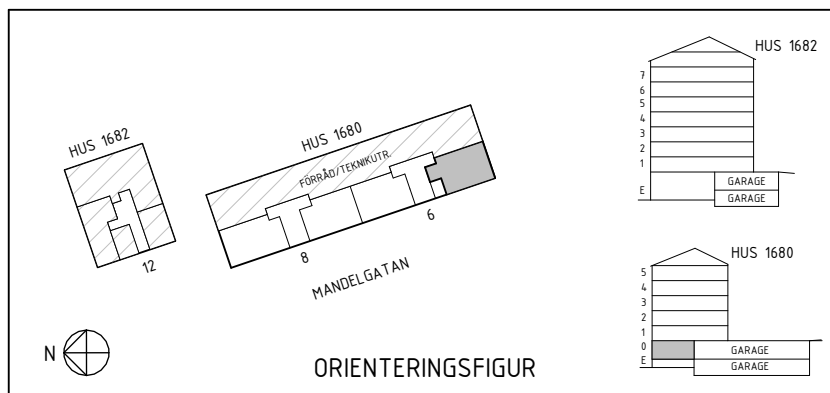 HUS 1682
7
6
5
4
3
2
1
E
GARAGE
GARAGE
HUS 1682
12
HUS 1680
FÖRRÅD/TEKNIKUTR.
8
6
MANDELGATAN
HUS 1680
5
4
3
2
1
0
E
GARAGE
GARAGE
N
ORIENTERINGSFIGUR